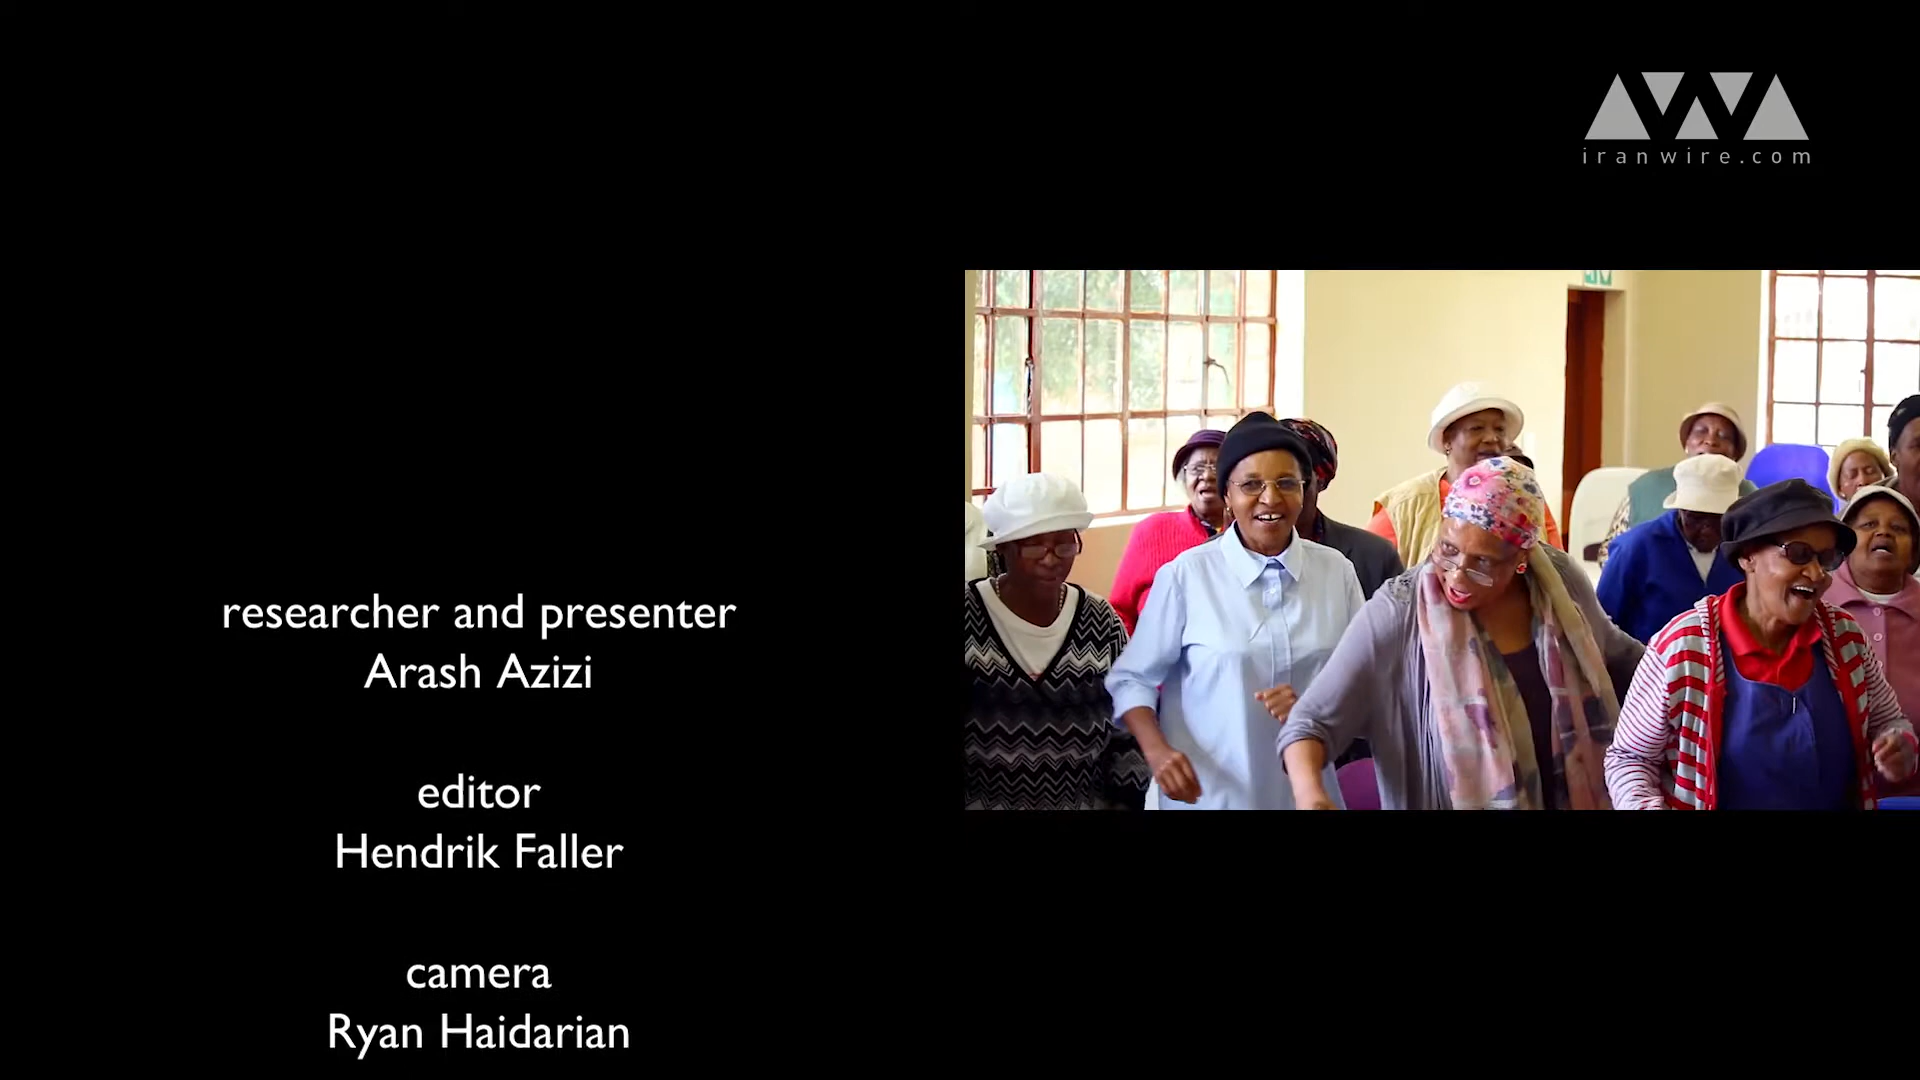 iranwire.com
researcher and presenter
Arash Azizi
editor
Hendrik Faller
camera
Ryan Haidarian